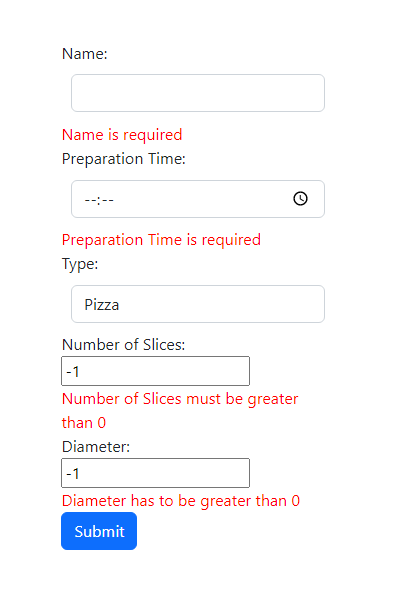 Name:
Name is required
Preparation Time:
--:--
Preparation Time is required
Type:
Pizza
Number of Slices:
-1
Number of Slices must be greater
than 0
Diameter:
-1
Diameter has to be greater than 0
Submit